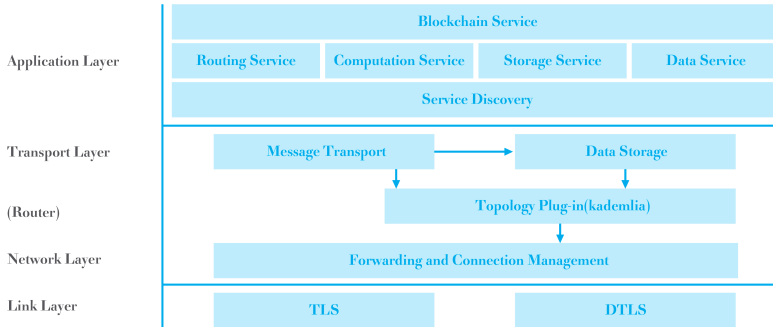 Blockchain Service
Application Layer
Routing Service
Computation Service
Storage Service
Data Service
Service Discovery
Transport Layer
Message Transport
Data Storage
(Router)
Topology Plug-in(kademlia)
Network Layer
Forwarding and Connection Management
Link Layer
TLS
DTLS